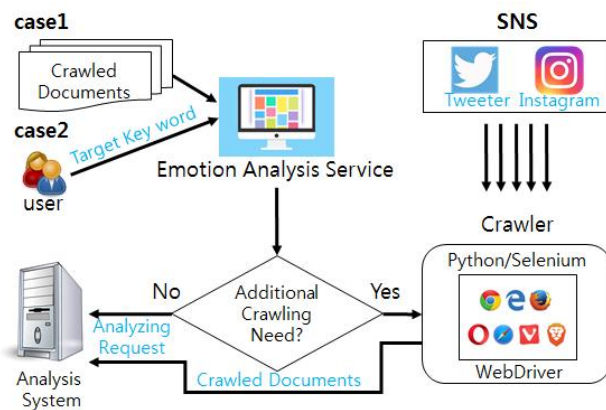 case1
Crawled
Documents
case2
Target Key word
user
Emotion Analysis Service
SNS
Tweeter
Instagram
Crawler
Python/Selenium
WebDriver
No
Additional
Crawling
Need?
Yes
Analyzing
Request
Crawled Documents
Analysis
System